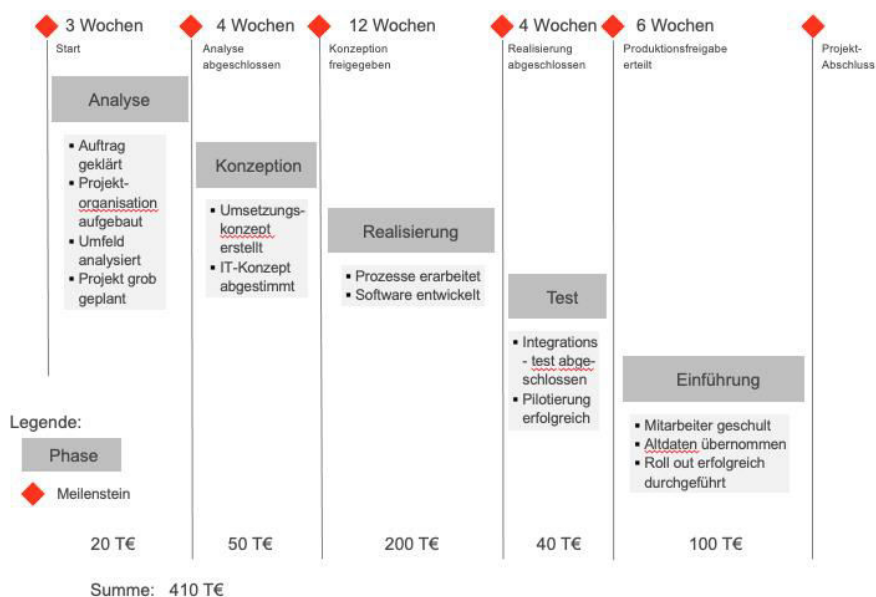 3 Wochen
4 Wochen
12 Wochen
4 Wochen
6 Wochen
Start
Analyse
abgeschlossen
Konzeption
freigegeben
Realisierung
abgeschlossen
Produktionsfreigabe
erteilt
Projekt-
Abschluss
Analyse
▪ Auftrag
geklärt
▪ Projekt-
organisation
aufgebaut
▪ Umfeld
analysiert
▪ Projekt grob
geplant
Konzeption
▪ Umsetzungs-
konzept
erstellt
▪ IT-Konzept
abgestimmt
Realisierung
▪ Prozesse erarbeitet
▪ Software entwickelt
Test
▪ Integrations
- test abge-
schlossen
▪ Pilotierung
erfolgreich
Einführung
▪ Mitarbeiter geschult
▪ Altdaten übernommen
▪ Roll out erfolgreich
durchgeführt
Legende:
Phase
Meilenstein
20 T€
50 T€
200 T€
40 T€
100 T€
Summe: 410 T€